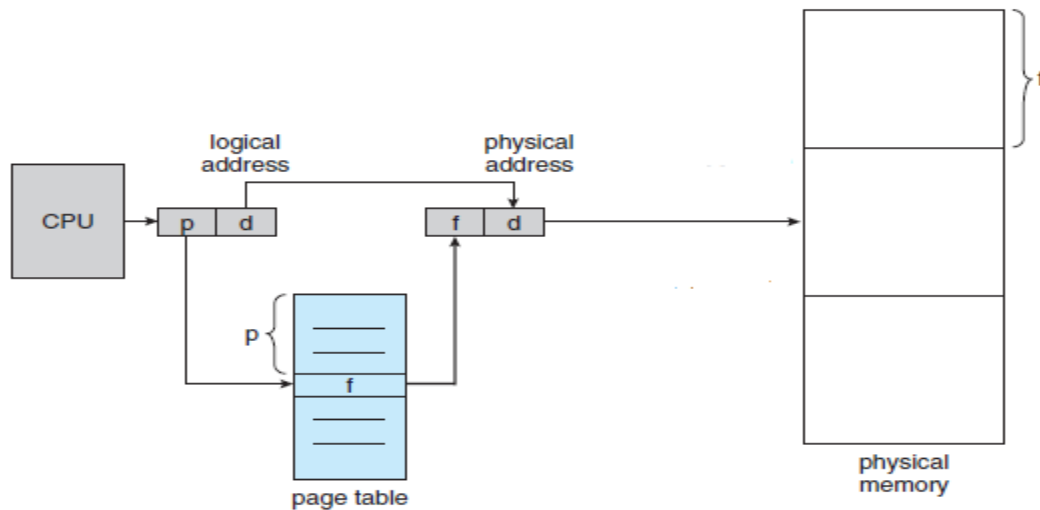 logical
address
physical
address
CPU
p
d
f
d
p
f
page table
physical
memory